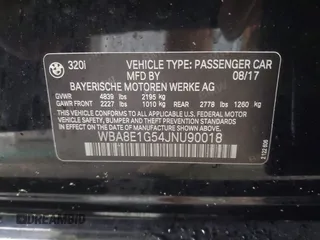 320i VEHICLE TYPE: PASSENGER CAR
MFD BY 08/17
BAYERISCHE MOTOREN WERKE AG
GVWR 4839 lbs 2195 kg
GAWR FRONT 2227 lbs 1010 kg REAR 2778 lbs 1260 kg
THIS VEHICLE CONFORMS TO ALL APPLICABLE U.S. FEDERAL MOTOR
VEHICLE SAFETY, BUMPER, AND THEFT PREVENTION STANDARDS
IN EFFECT ON THE DATE OF MANUFACTURE SHOWN ABOVE.
WBA8E1G54JNU90018
DREAMBID